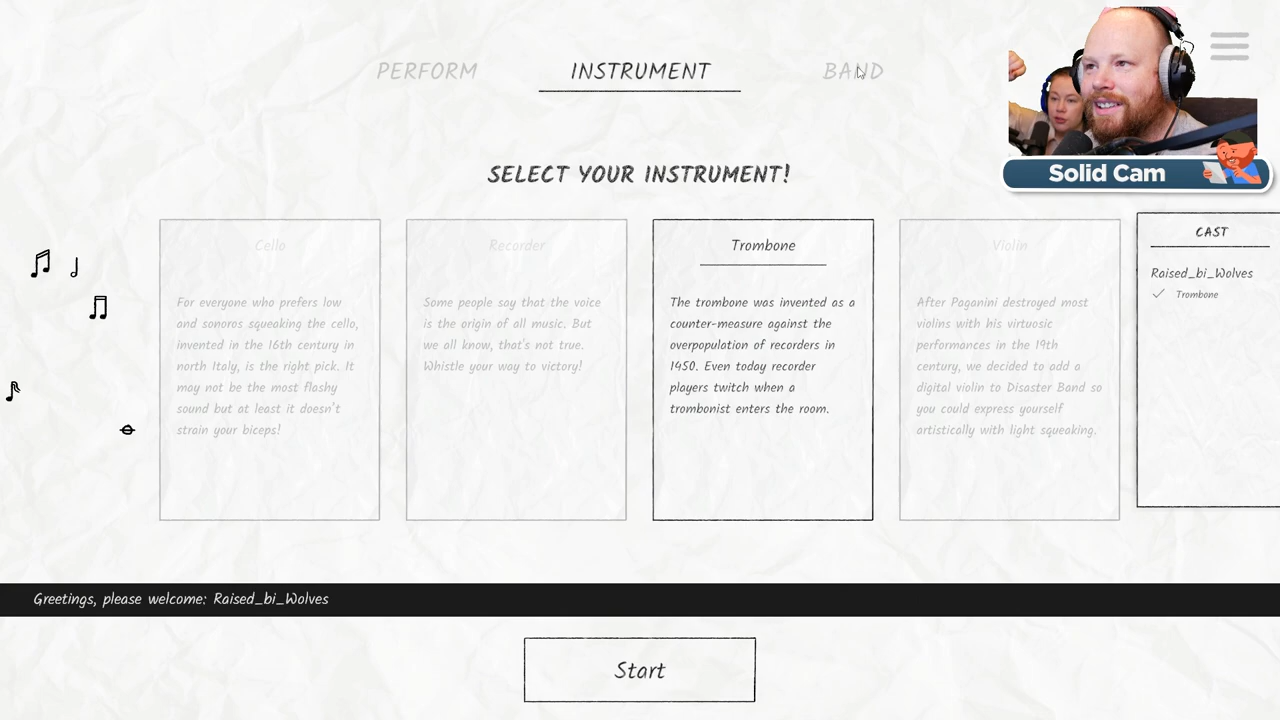 PERFORM
INSTRUMENT
BAND
Solid Cam
SELECT YOUR INSTRUMENT!
Cello
For everyone who prefers low
and sonoros squeaking the cello,
invented in the 16th century in
north Italy, is the right pick. It
may not be the most flashy
sound but at least it doesn't
strain your biceps!
Recorder
Some people say that the voice
is the origin of all music. But
we all know, that's not true.
Whistle your way to victory!
Trombone
The trombone was invented as a
counter-measure against the
overpopulation of recorders in
1450. Even today recorder
players twitch when a
trombonist enters the room.
Violin
After Paganini destroyed most
violins with his virtuosic
performances in the 19th
century, we decided to add a
digital violin to Disaster Band so
you could express yourself
artistically with light squeaking.
CAST
Raised_bi_Wolves
Trombone
Greetings, please welcome: Raised_bi_Wolves
Start